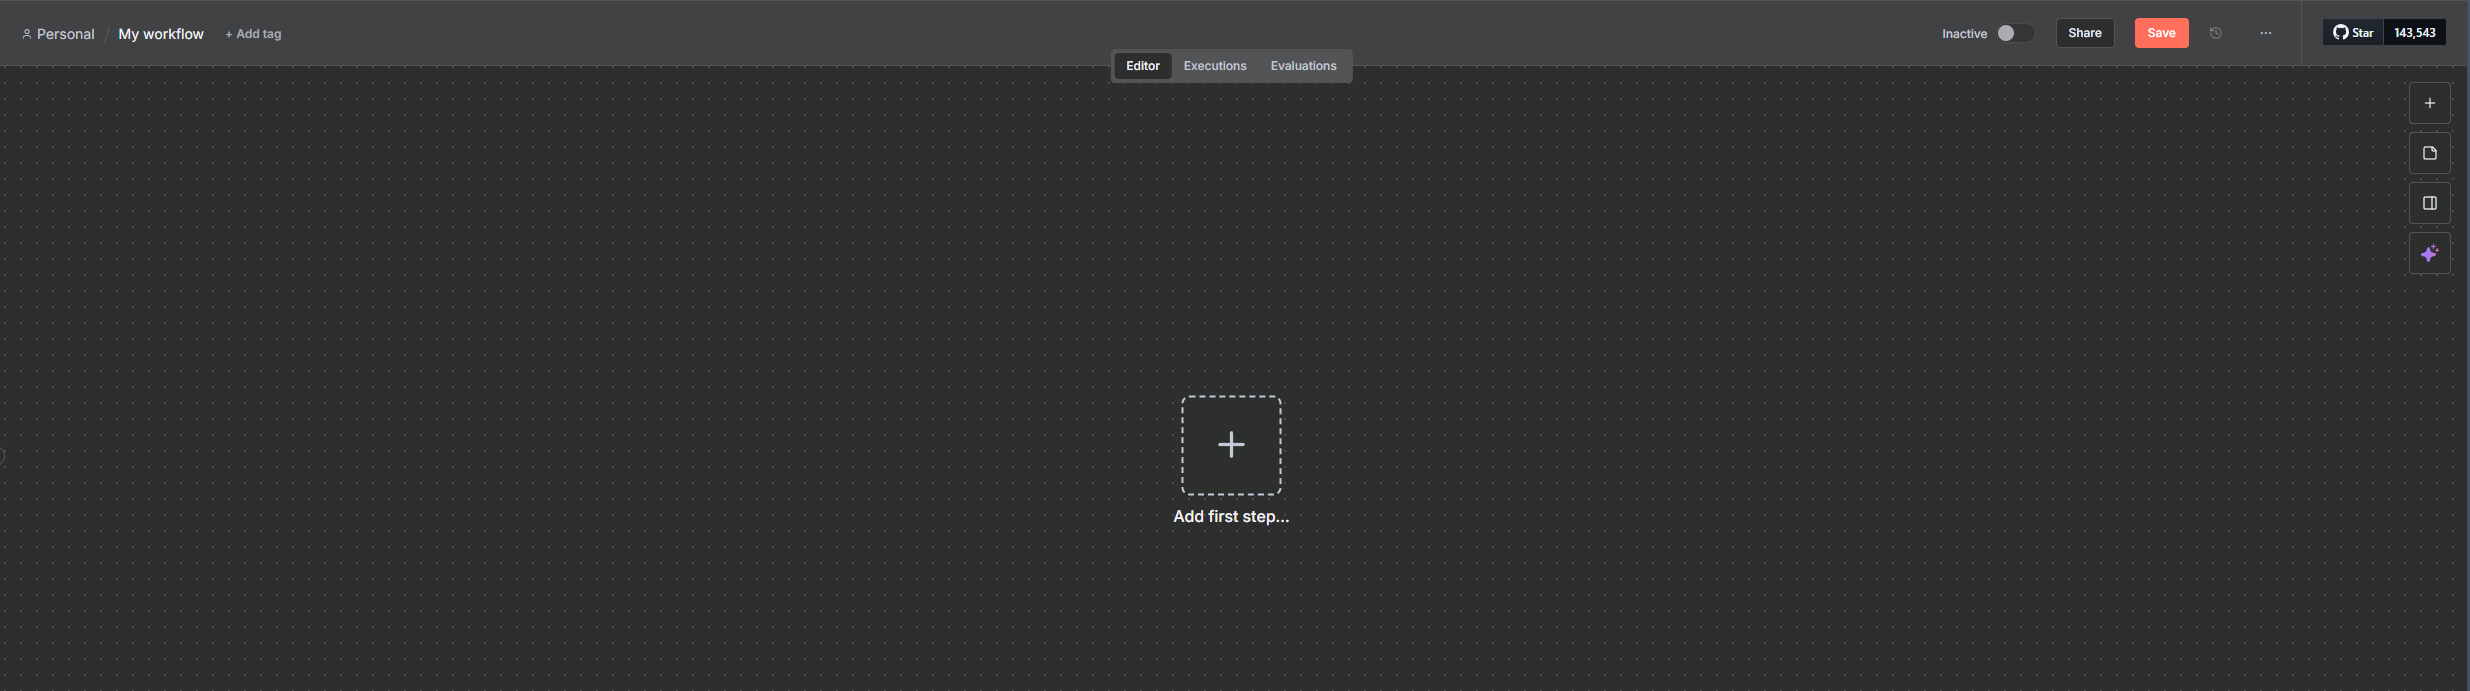 Personal / My workflow + Add tag
Inactive Share Save ... Star 143,543
Editor Executions Evaluations
Add first step...